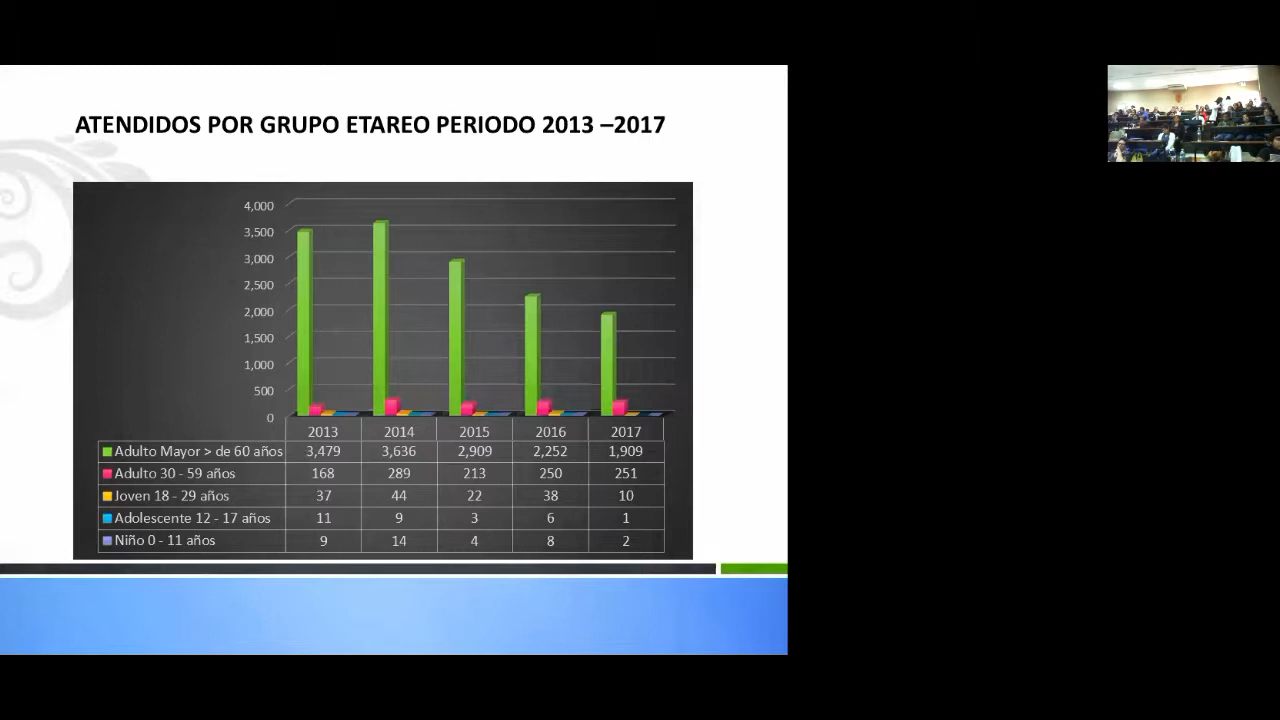 ATENDIDOS POR GRUPO ETAREO PERIODO 2013 –2017
4,000
3,500
3,000
2,500
2,000
1,500
1,000
500
0
2013 2014 2015 2016 2017
Adulto Mayor > de 60 años 3,479 3,636 2,909 2,252 1,909
Adulto 30 - 59 años 168 289 213 250 251
Joven 18 - 29 años 37 44 22 38 10
Adolescente 12 - 17 años 11 9 3 6 1
Niño 0 - 11 años 9 14 4 8 2